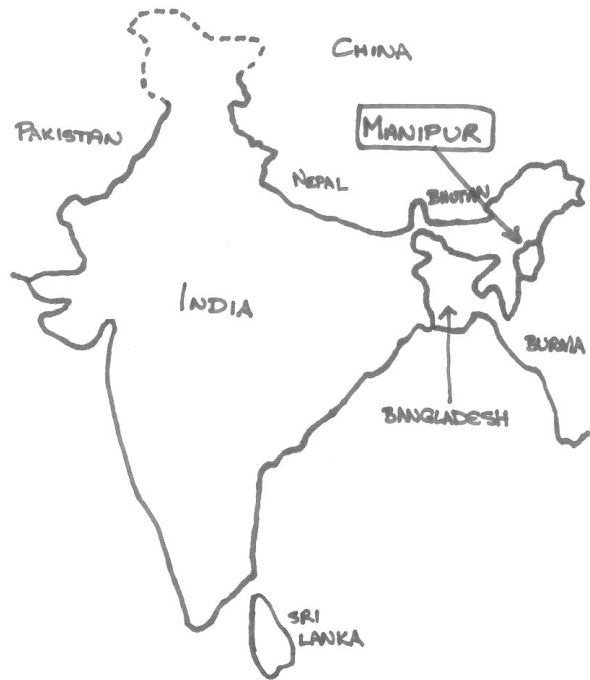 CHINA
PAKISTAN
MANIPUR
NEPAL
BHUTAN
INDIA
BURMA
BANGLADESH
SRI
LANKA